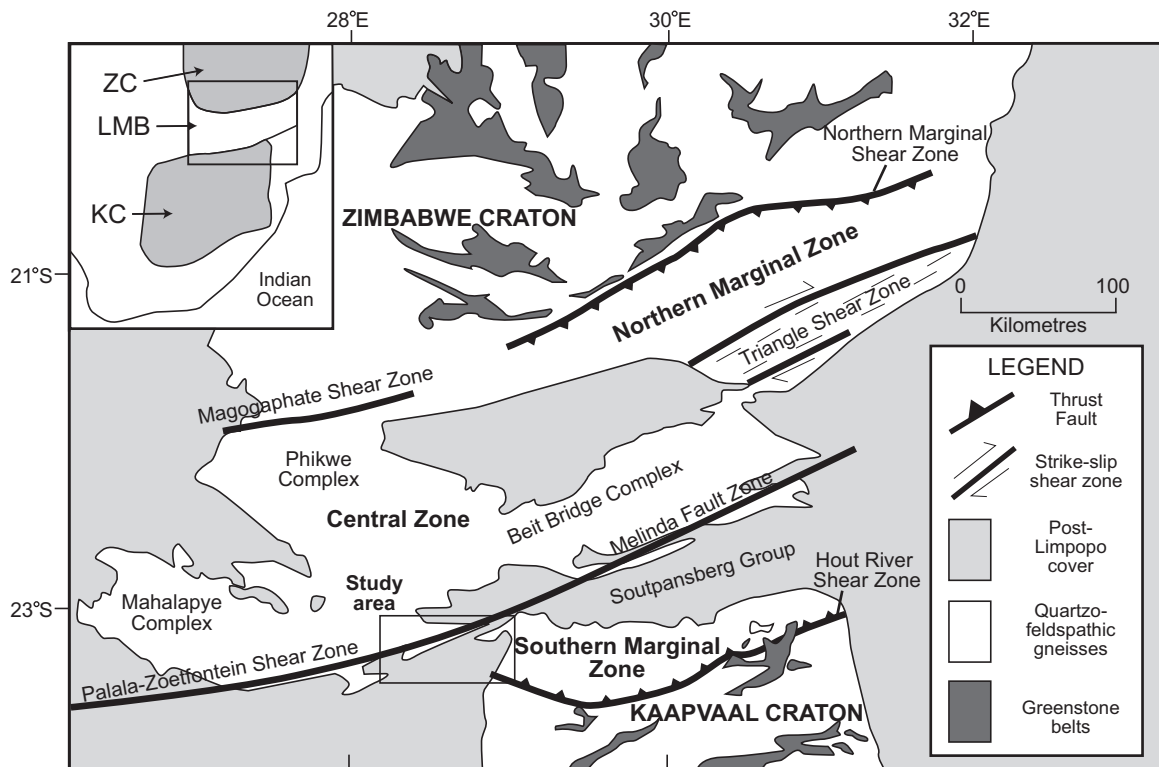 28°E
30°E
32°E
ZC
LMB
KC
Indian
Ocean
21°S
23°S
ZIMBABWE CRATON
Northern Marginal
Shear Zone
Northern Marginal Zone
Triangle Shear Zone
0
100
Kilometres
Magogaphate Shear Zone
Phikwe
Complex
Central Zone
Beit Bridge Complex
Melinda Fault Zone
Soutpansberg Group
Hout River
Shear Zone
Study
area
Mahalapye
Complex
Palala-Zoetfontein Shear Zone
Southern Marginal
Zone
KAAPVAAL CRATON
LEGEND
Thrust
Fault
Strike-slip
shear zone
Post-
Limpopo
cover
Quartzo-
feldspathic
gneisses
Greenstone
belts